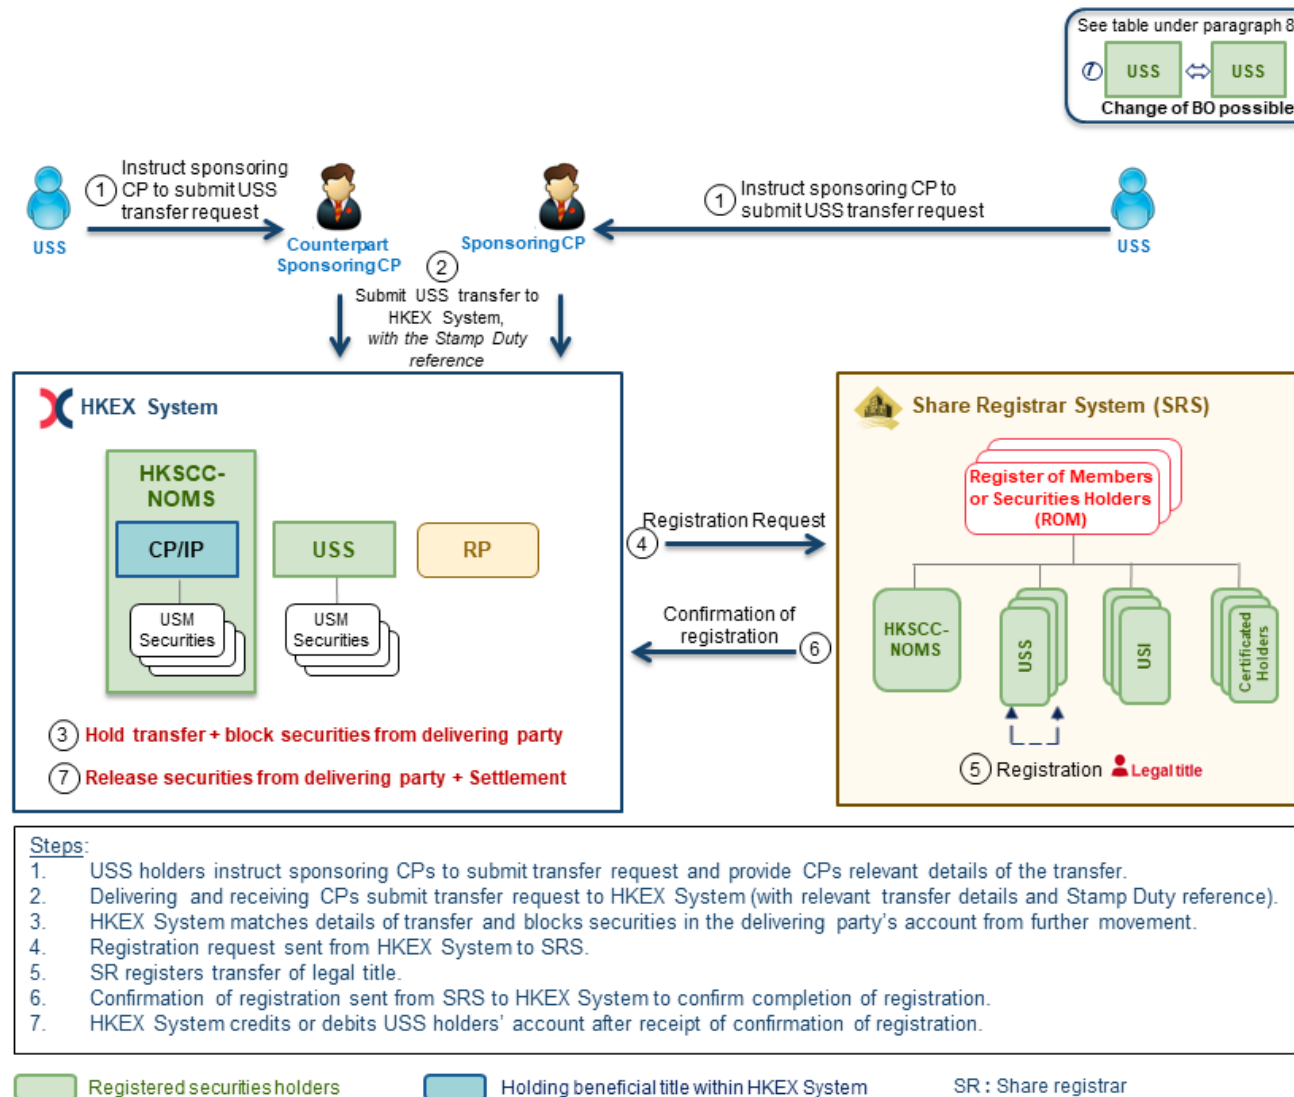 See table under paragraph 8
7 USS ⇔ USS
Change of BO possible
1 Instruct sponsoring
CP to submit USS
transfer request
USS
Counterpart
Sponsoring CP
Sponsoring CP
1 Instruct sponsoring CP to
submit USS transfer request
USS
2
Submit USS transfer to
HKEX System,
with the Stamp Duty
reference
HKEX System
HKSCC-
NOMS
CP/IP
USM
Securities
USS
USM
Securities
RP
3 Hold transfer + block securities from delivering party
7 Release securities from delivering party + Settlement
Registration Request
4
Confirmation of
registration
6
Share Registrar System (SRS)
Register of Members
or Securities Holders
(ROM)
HKSCC-
NOMS
USS
USI
Certificated
Holders
5 Registration Legal title
Steps:
1. USS holders instruct sponsoring CPs to submit transfer request and provide CPs relevant details of the transfer.
2. Delivering and receiving CPs submit transfer request to HKEX System (with relevant transfer details and Stamp Duty reference).
3. HKEX System matches details of transfer and blocks securities in the delivering party's account from further movement.
4. Registration request sent from HKEX System to SRS.
5. SR registers transfer of legal title.
6. Confirmation of registration sent from SRS to HKEX System to confirm completion of registration.
7. HKEX System credits or debits USS holders' account after receipt of confirmation of registration.
Registered securities holders
Holding beneficial title within HKEX System
SR : Share registrar